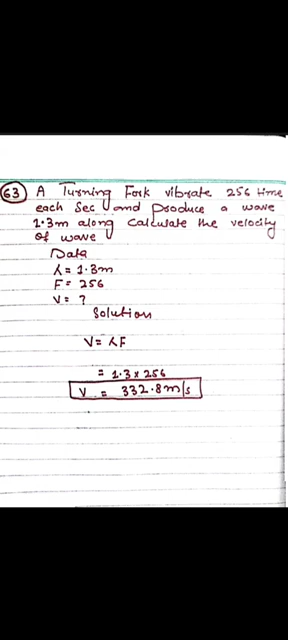 63 A Turning Fork vibrate 256 time
each Sec and produce a wave
1.3m along calculate the velocity
of wave
Data
λ = 1.3m
F = 256
V = ?
Solution
V = λF
= 1.3 x 256
V = 332.8m/s